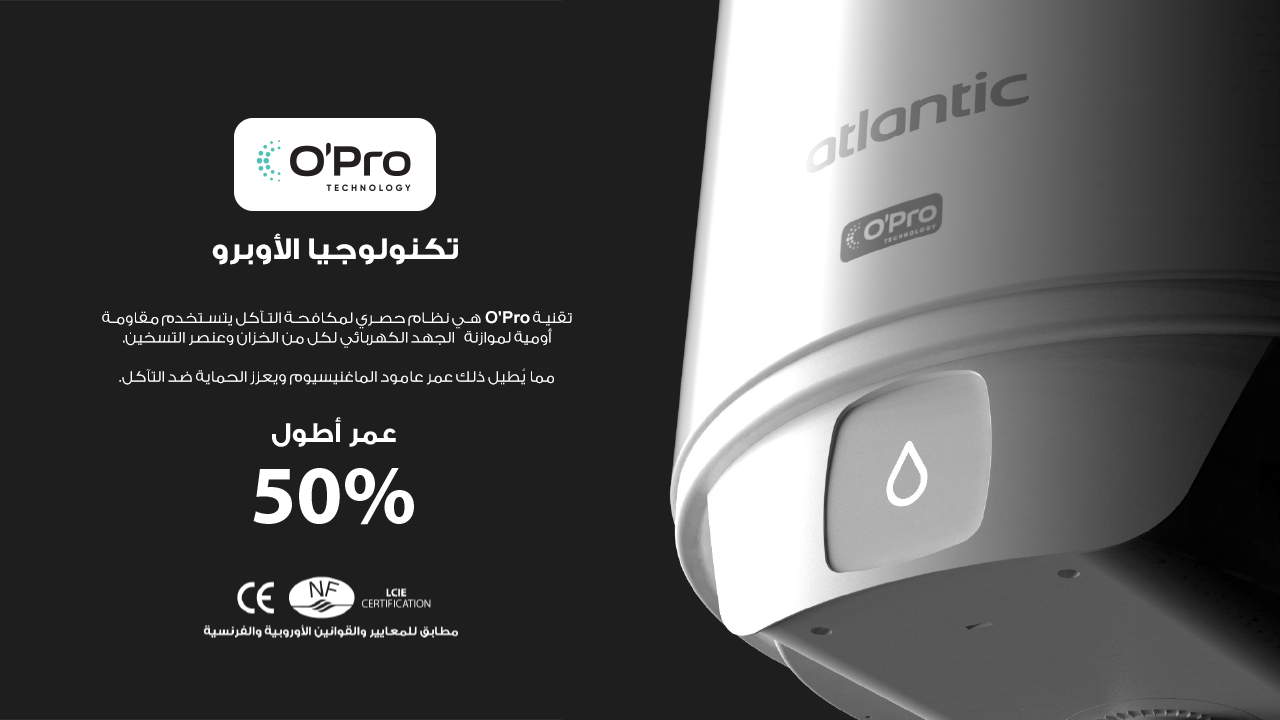 O'Pro
TECHNOLOGY
تكنولوجيا الأوبرو
تقنية O'Pro هي نظام حصري لمكافحة التآكل يتستخدم مقاومة
أومية لموازنة الجهد الكهربائي لكل من الخزان وعنصر التسخين.
مما يُطيل ذلك عمر عامود الماغنيسيوم ويعزز الحماية ضد التآكل.
عمر أطول
50%
CE NF LCIE
CERTIFICATION
مطابق للمعايير والقوانين الأوروبية والفرنسية
atlantic
O'Pro
TECHNOLOGY